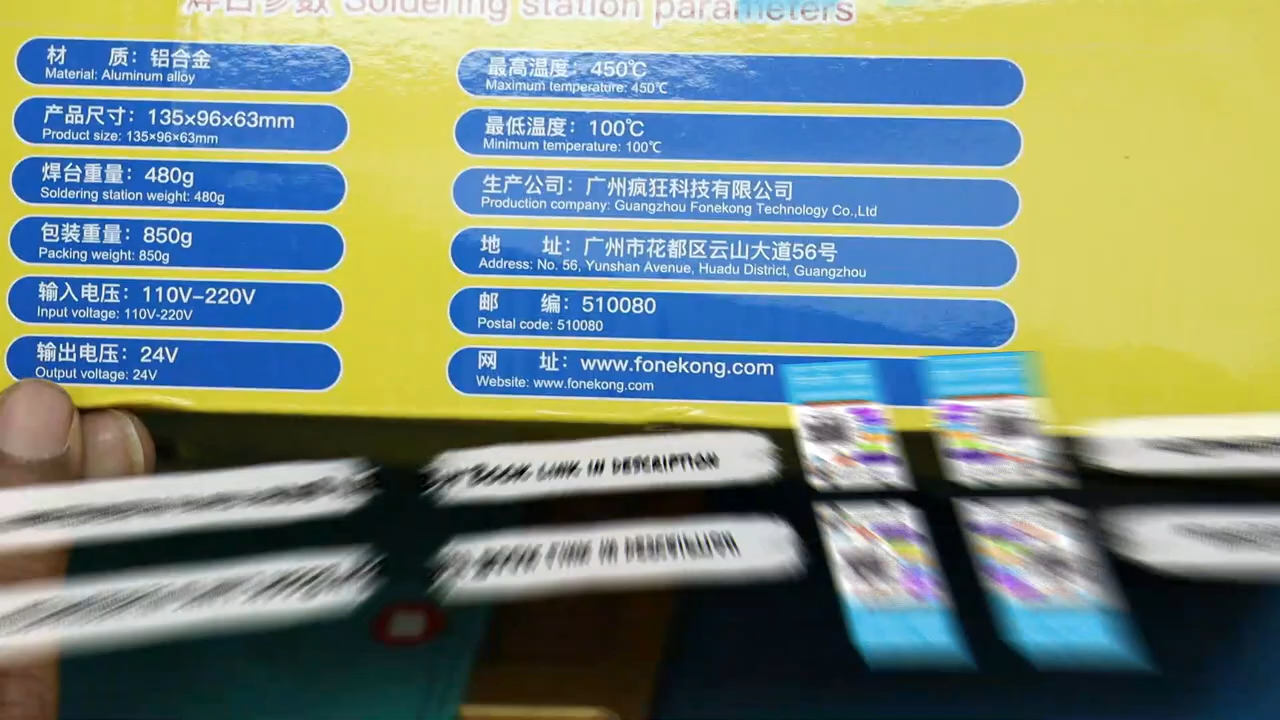 焊台参数 Soldering station parameters
材 质：铝合金
Material: Aluminum alloy
产品尺寸：135×96×63mm
Product size: 135×96×63mm
焊台重量：480g
Soldering station weight: 480g
包装重量：850g
Packing weight: 850g
输入电压：110V-220V
Input voltage: 110V-220V
输出电压：24V
Output voltage: 24V
最高温度：450℃
Maximum temperature: 450℃
最低温度：100℃
Minimum temperature: 100℃
生产公司：广州疯狂科技有限公司
Production company: Guangzhou Fonekong Technology Co.,Ltd
地 址：广州市花都区云山大道56号
Address: No. 56, Yunshan Avenue, Huadu District, Guangzhou
邮 编：510080
Postal code: 510080
网 址：www.fonekong.com
Website: www.fonekong.com
LINK IN DESCRIPTION